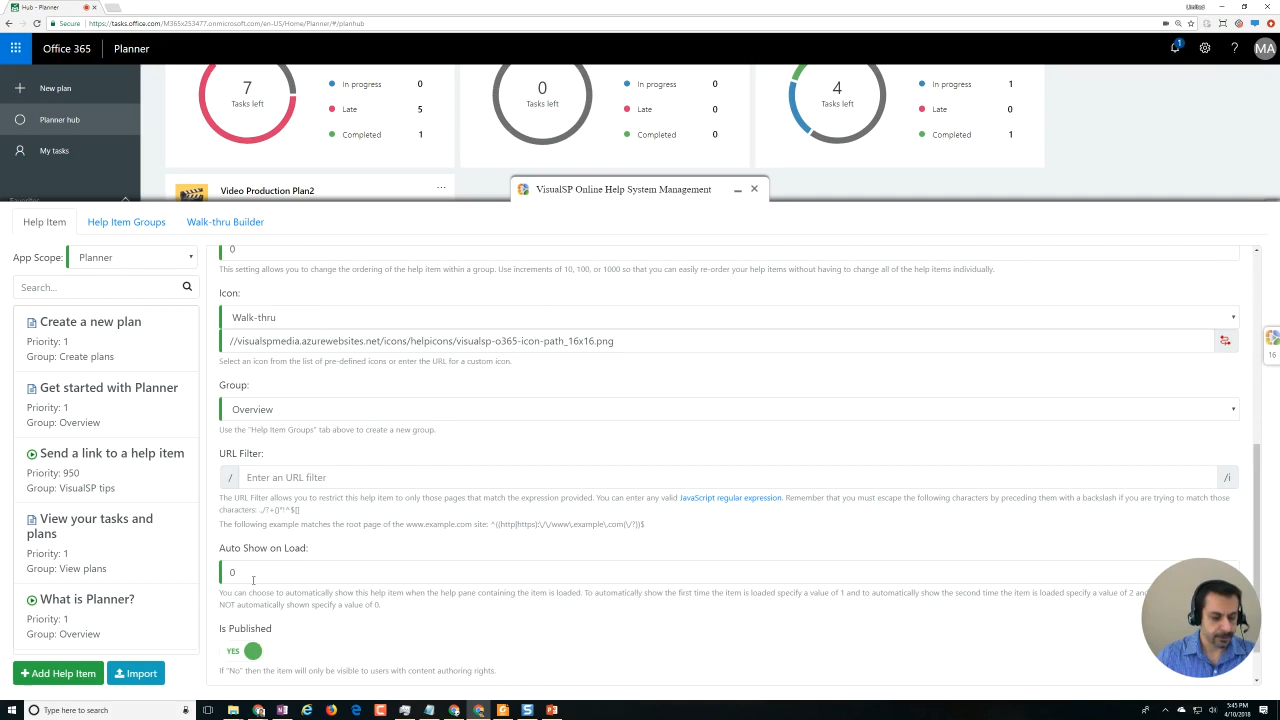 Hub - Planner
Limited
Secure
https://tasks.office.com/M365x253477.onmicrosoft.com/en-US/Home/Planner/#/planhub
Office 365
Planner
1
MA
New plan
Planner hub
My tasks
7
Tasks left
In progress 0
Late 5
Completed 1
0
Tasks left
In progress 0
Late 0
Completed 0
4
Tasks left
In progress 1
Late 0
Completed 1
Video Production Plan2
...
VisualSP Online Help System Management
Help Item
Help Item Groups
Walk-thru Builder
App Scope:
Planner
Search...
Create a new plan
Priority: 1
Group: Create plans
Get started with Planner
Priority: 1
Group: Overview
Send a link to a help item
Priority: 950
Group: VisualSP tips
View your tasks and
plans
Priority: 1
Group: View plans
What is Planner?
Priority: 1
Group: Overview
Add Help Item
Import
0
This setting allows you to change the ordering of the help item within a group. Use increments of 10, 100, or 1000 so that you can easily re-order your help items without having to change all of the help items individually.
Icon:
Walk-thru
//visualspmedia.azurewebsites.net/icons/helpicons/visualsp-o365-icon-path_16x16.png
Select an icon from the list of pre-defined icons or enter the URL for a custom icon.
Group:
Overview
Use the "Help Item Groups" tab above to create a new group.
URL Filter:
/
Enter an URL filter
/i
The URL Filter allows you to restrict this help item to only those pages that match the expression provided. You can enter any valid JavaScript regular expression. Remember that you must escape the following characters by preceding them with a backslash if you are trying to match those
characters: ./?+()*!^$[]
The following example matches the root page of the www.example.com site: ^((http|https):\/\/www\.example\.com(\/?))$
Auto Show on Load:
0
You can choose to automatically show this help item when the help pane containing the item is loaded. To automatically show the first time the item is loaded specify a value of 1 and to automatically show the second time the item is loaded specify a value of 2 and
NOT automatically shown specify a value of 0.
Is Published
YES
If "No" then the item will only be visible to users with content authoring rights.
16
Type here to search
5:45 PM
4/10/2018